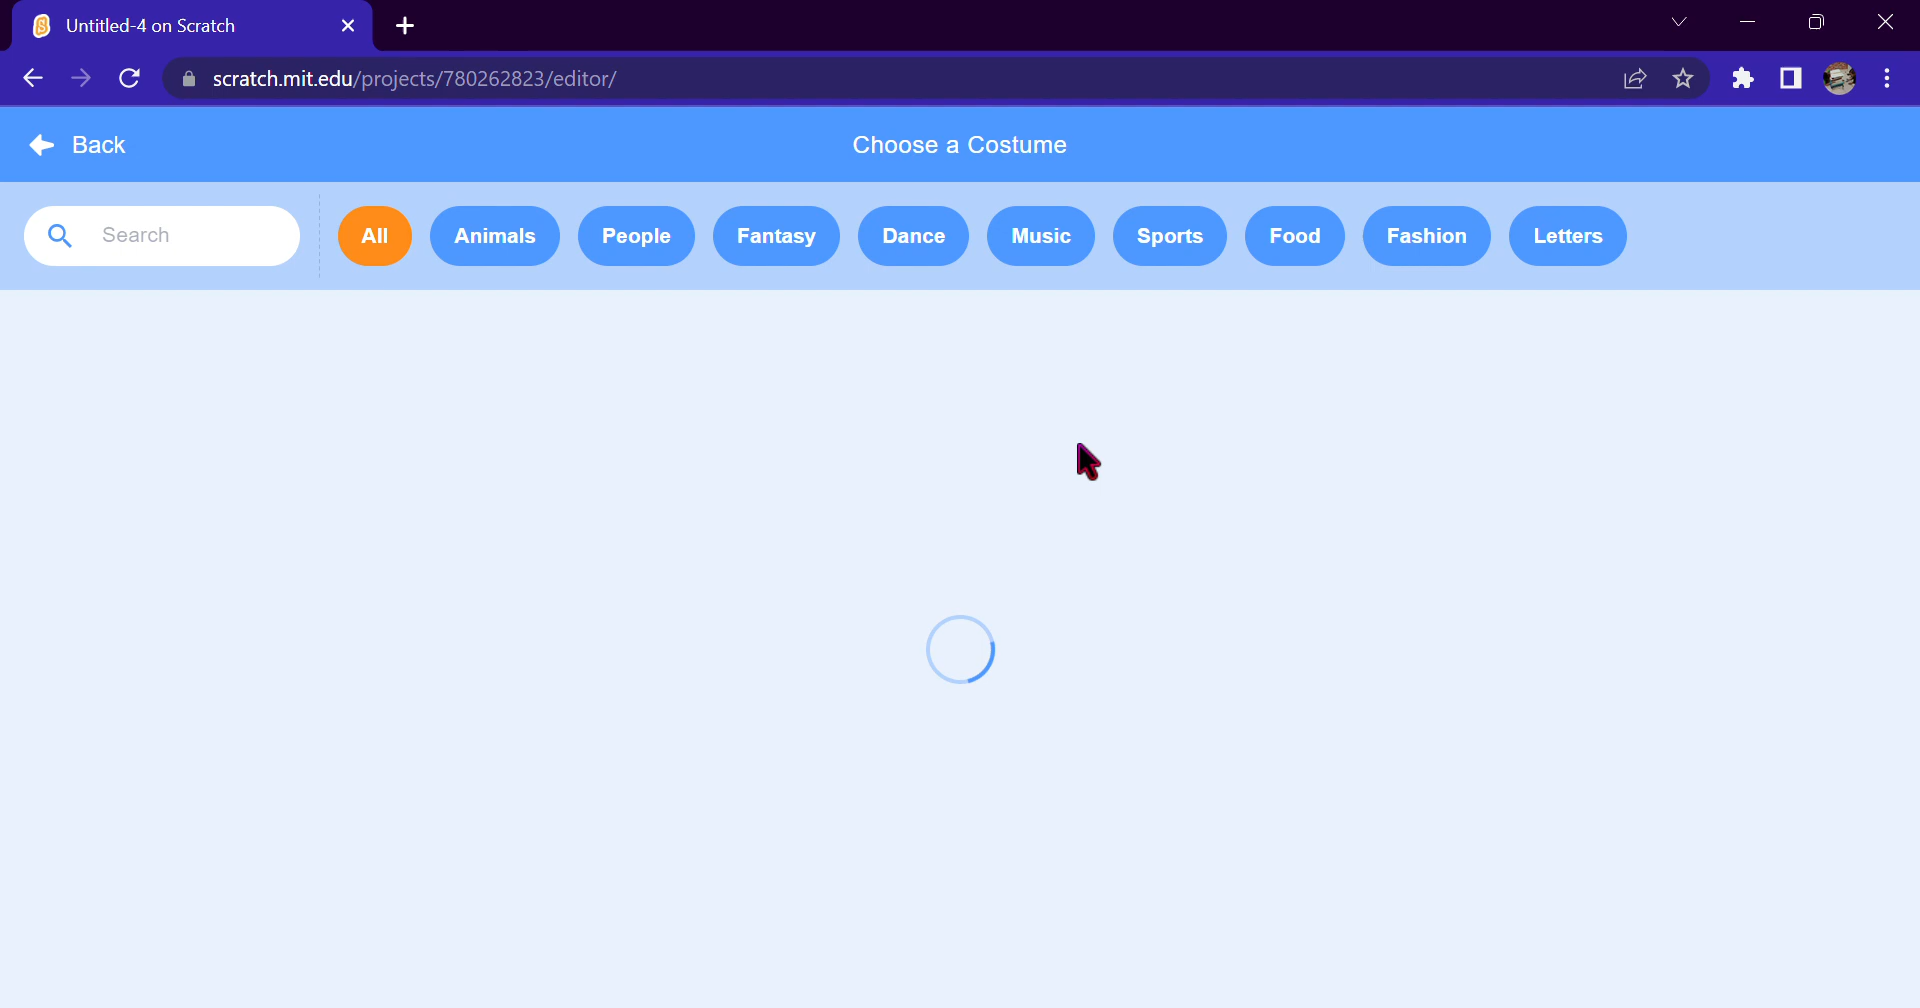 Untitled-4 on Scratch
scratch.mit.edu/projects/780262823/editor/
Back
Choose a Costume
Search
All
Animals
People
Fantasy
Dance
Music
Sports
Food
Fashion
Letters